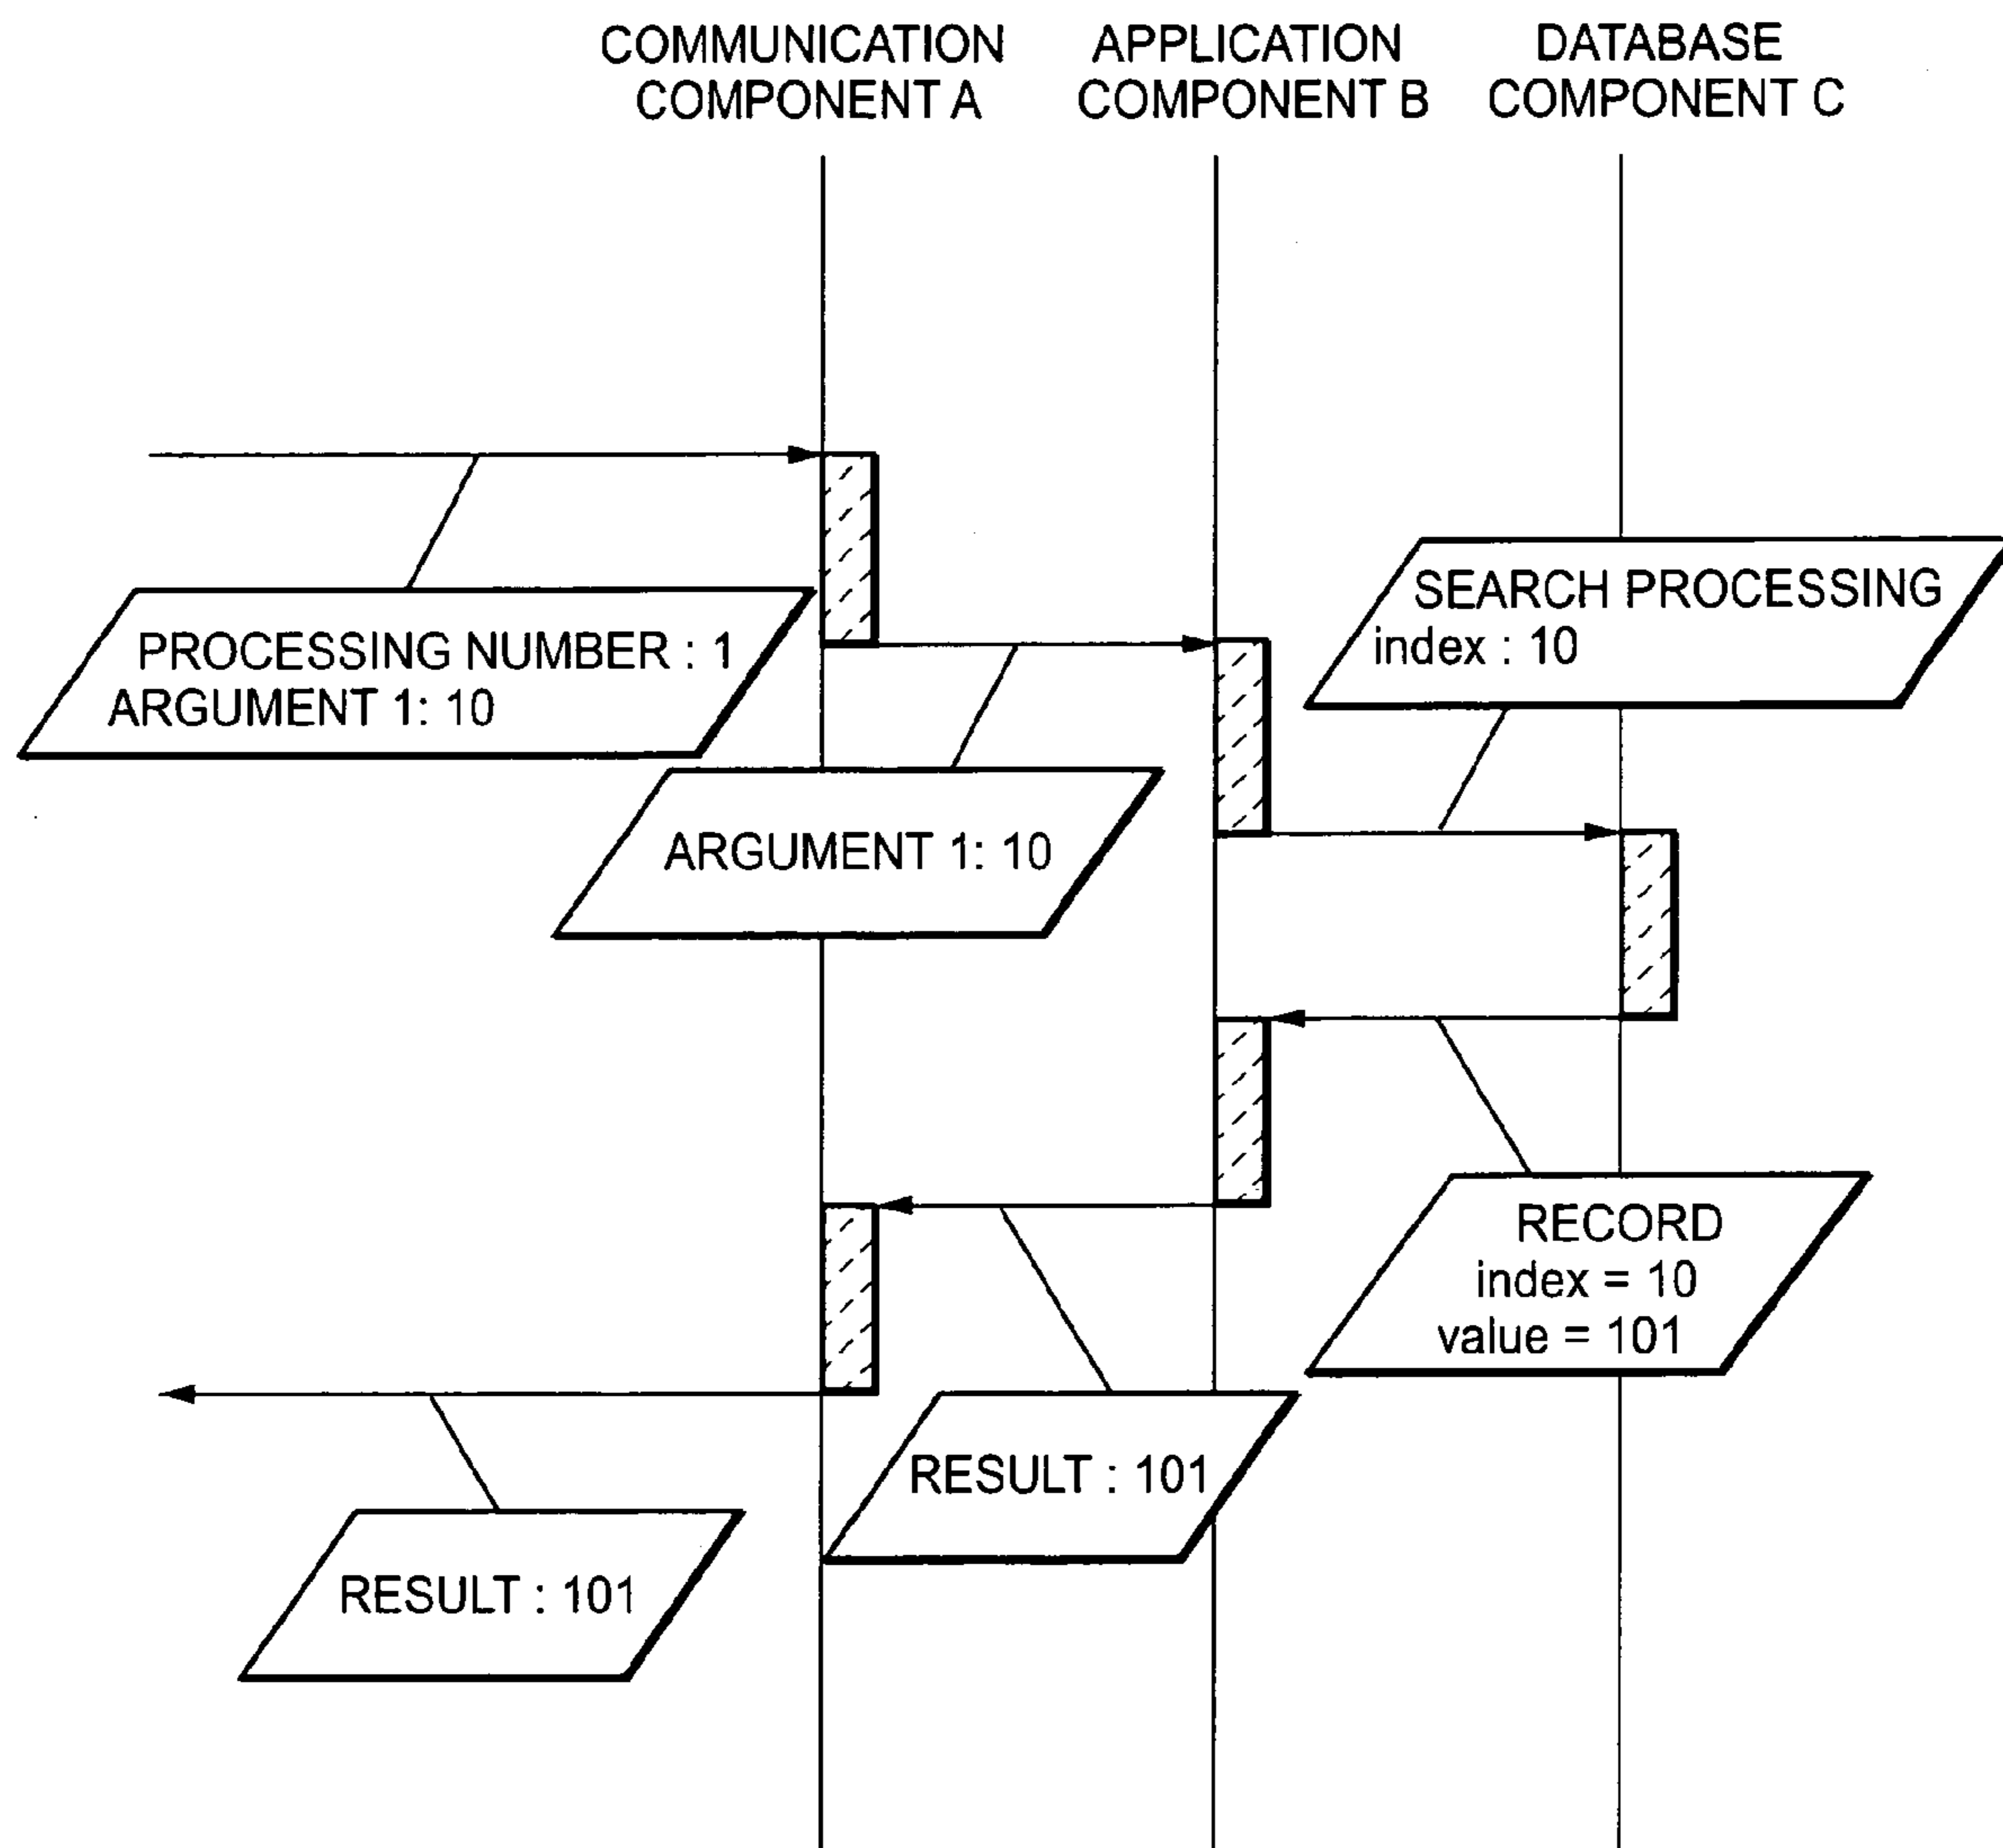 COMMUNICATION
COMPONENT A
APPLICATION
COMPONENT B
DATABASE
COMPONENT C
SEARCH PROCESSING
index : 10
PROCESSING NUMBER : 1
ARGUMENT 1: 10
ARGUMENT 1: 10
RECORD
index = 10
value = 101
RESULT : 101
RESULT : 101